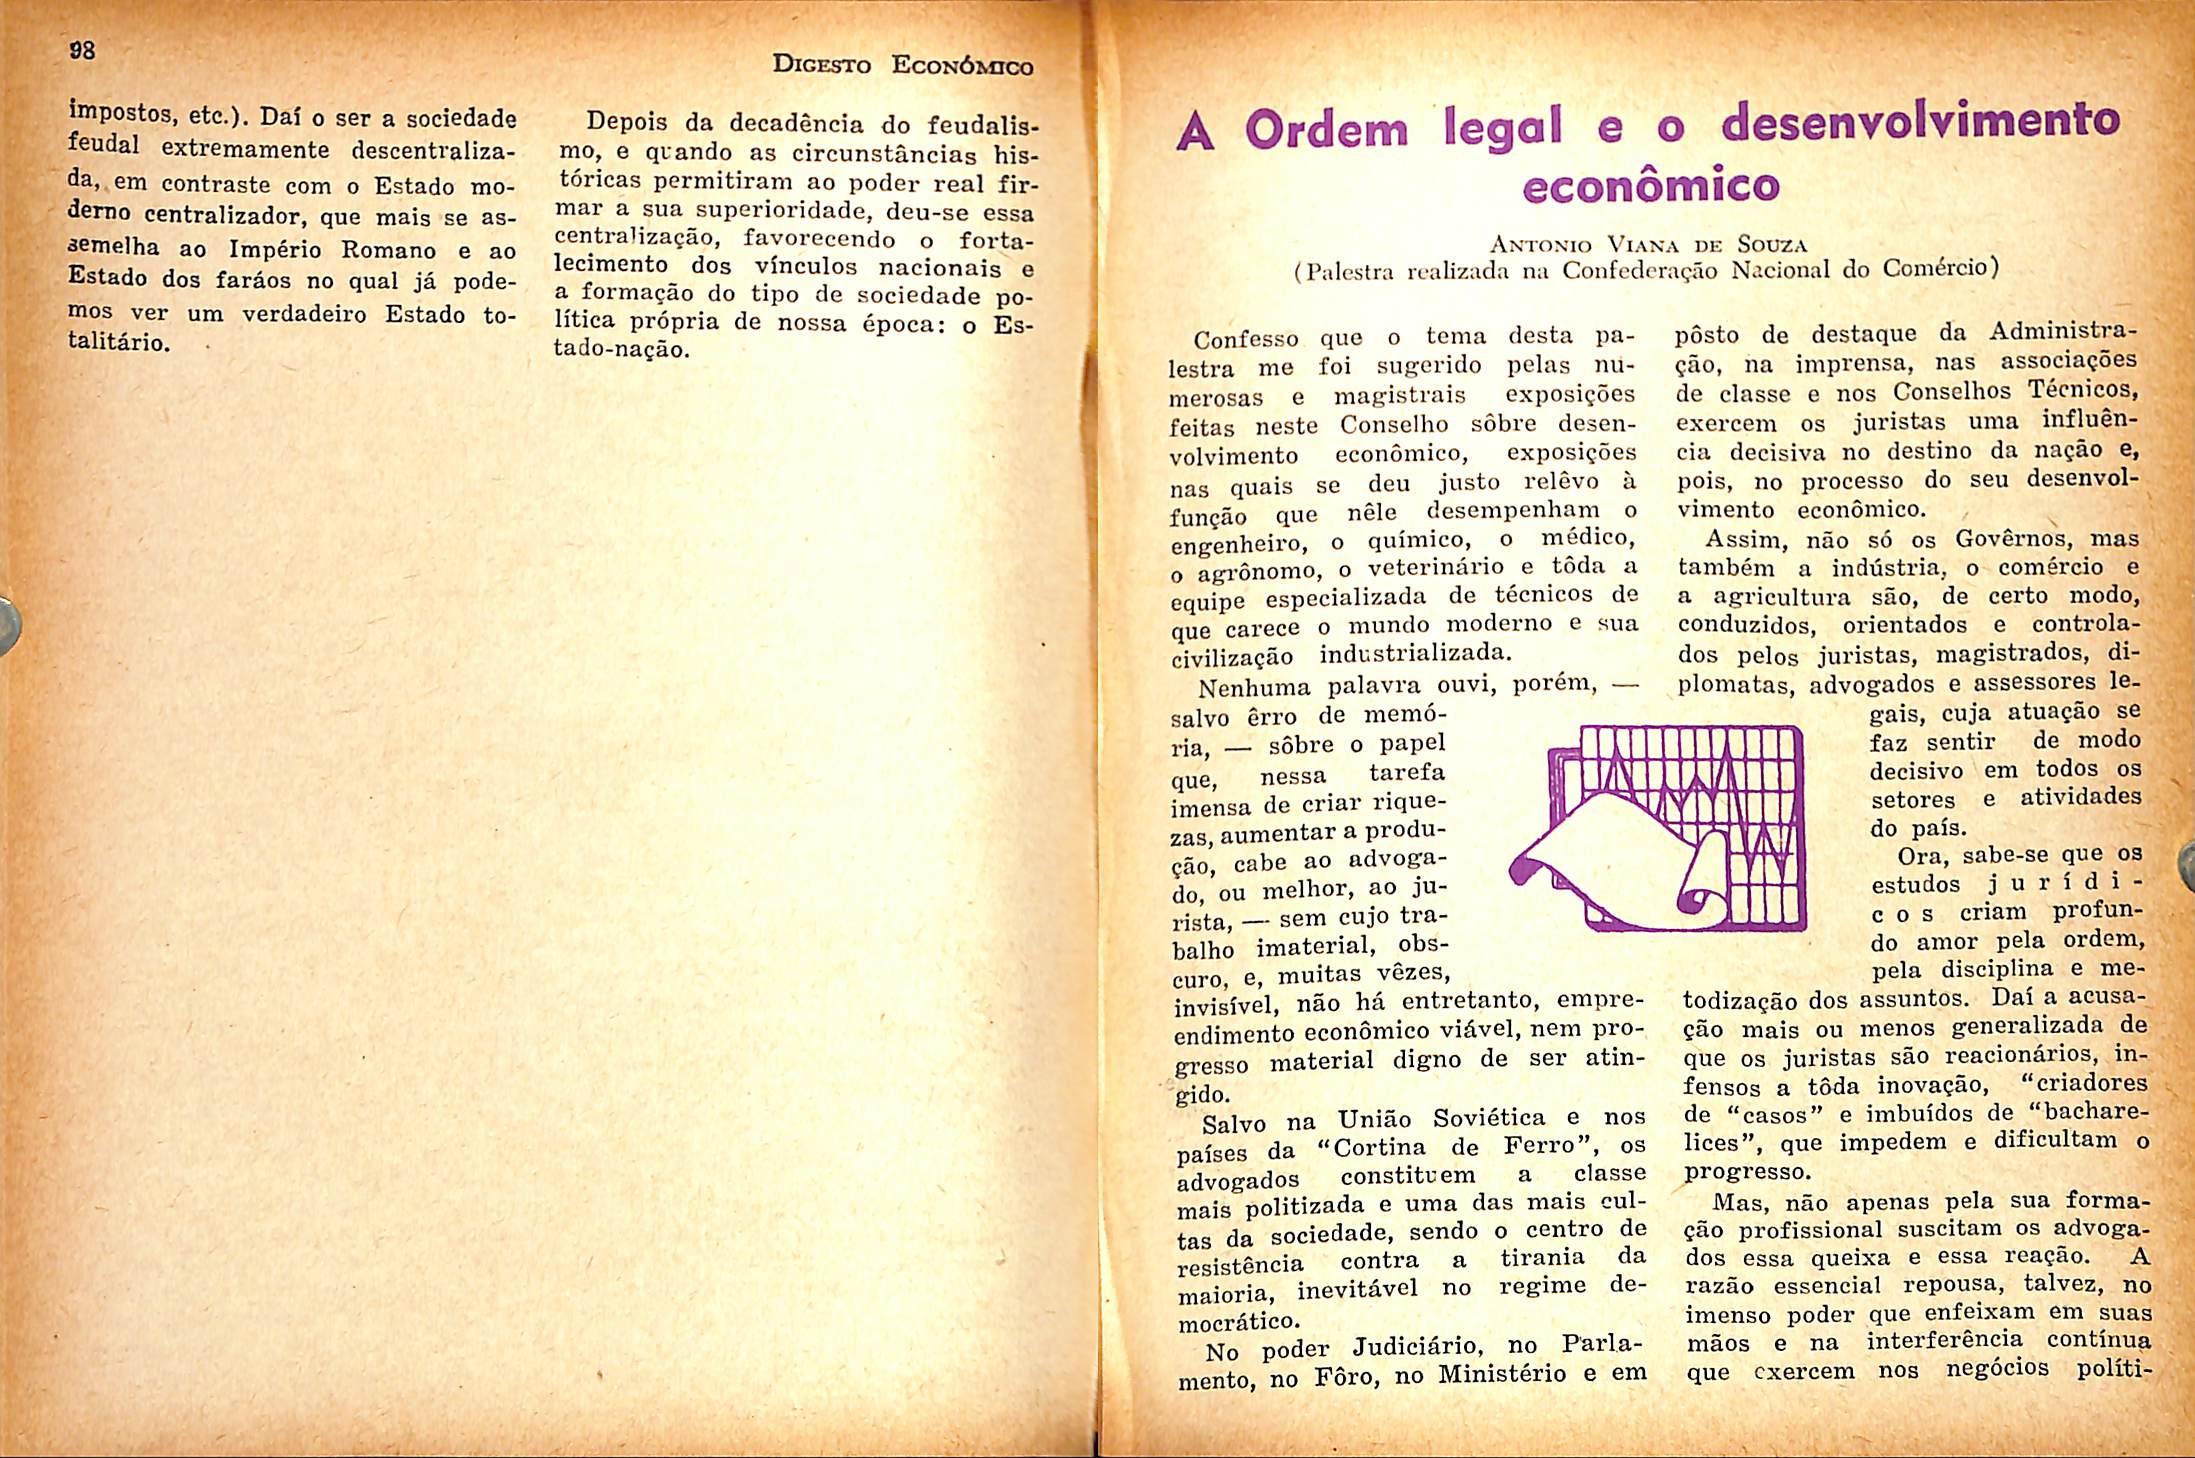 98
DIGESTO ECONÓMICO
impostos, etc.). Daí o ser a sociedade
feudal extremamente descentraliza-
da, em contraste com o Estado mo-
derno centralizador, que mais se as-
semelha ao Império Romano e ao
Estado dos faráos no qual já pode-
mos ver um verdadeiro Estado to-
talitário.
Depois da decadência do feudalis-
mo, e quando as circunstâncias his-
tóricas permitiram ao poder real fir-
mar a sua superioridade, deu-se essa
centralização, favorecendo o forta-
lecimento dos vínculos nacionais e
a formação do tipo de sociedade po-
lítica própria de nossa época: o Es-
tado-nação.
A Ordem legal e o desenvolvimento
econômico
ANTONIO VIANA DE SOUZA
(Palestra realizada na Confederação Nacional do Comércio)
Confesso que o tema desta pa-
lestra me foi sugerido pelas nu-
merosas e magistrais exposições
feitas neste Conselho sôbre desen-
volvimento econômico, exposições
nas quais se deu justo relêvo à
função que nêle desempenham o
engenheiro, o químico, o médico,
o agrônomo, o veterinário e tôda a
equipe especializada de técnicos de
que carece o mundo moderno e sua
civilização industrializada.
Nenhuma palavra ouvi, porém, —
salvo êrro de memó-
ria, — sôbre o papel
que, nessa tarefa
imensa de criar rique-
zas, aumentar a produ-
ção, cabe ao advoga-
do, ou melhor, ao ju-
rista, — sem cujo tra-
balho imaterial, obs-
curo, e, muitas vêzes,
invisível, não há entretanto, empre-
endimento econômico viável, nem pro-
gresso material digno de ser atin-
gido.
Salvo na União Soviética e nos
países da “Cortina de Ferro”, os
advogados constituem a classe
mais politizada e uma das mais cul-
tas da sociedade, sendo o centro de
resistência contra a tirania da
maioria, inevitável no regime de-
mocrático.
No poder Judiciário, no Parla-
mento, no Fôro, no Ministério e em
pôsto de destaque da Administra-
ção, na imprensa, nas associações
de classe e nos Conselhos Técnicos,
exercem os juristas uma influên-
cia decisiva no destino da nação e,
pois, no processo do seu desenvol-
vimento econômico.
Assim, não só os Govêrnos, mas
também a indústria, o comércio e
a agricultura são, de certo modo,
conduzidos, orientados e controla-
dos pelos juristas, magistrados, di-
plomatas, advogados e assessores le-
gais, cuja atuação se
faz sentir de modo
decisivo em todos os
setores e atividades
do país.
Ora, sabe-se que os
estudos j u r í d i -
c o s criam profun-
do amor pela ordem,
pela disciplina e me-
todização dos assuntos. Daí a acusa-
ção mais ou menos generalizada de
que os juristas são reacionários, in-
fensos a tôda inovação, “criadores
de “casos” e imbuídos de “bachare-
lices”, que impedem e dificultam o
progresso.
Mas, não apenas pela sua forma-
ção profissional suscitam os advoga-
dos essa queixa e essa reação. A
razão essencial repousa, talvez, no
imenso poder que enfeixam em suas
mãos e na interferência contínua
que exercem nos negócios políti-